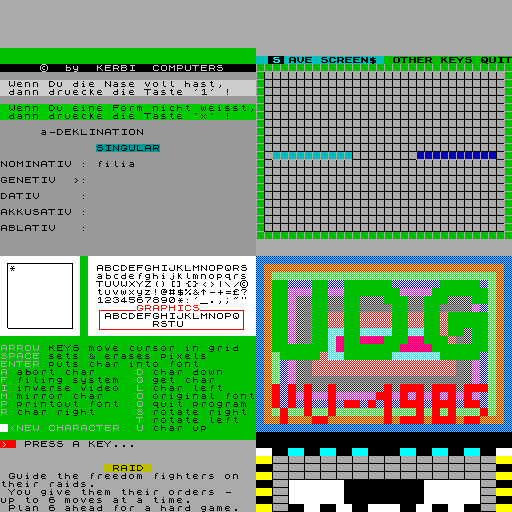 © by KERBI COMPUTERS
Wenn Du die Nase voll hast,
dann druecke die Taste '1' !
Wenn Du eine Form nicht weisst,
dann druecke die Taste 'x' !
a-DEKLINATION
SINGULAR
NOMINATIV : filia
GENETIV >:
DATIV :
AKKUSATIV :
ABLATIV :
S AVE SCREEN$ OTHER KEYS QUIT
*
ABCDEFGHIJKLMNOPQRS
abcdefghijklmnopqrs
TUVWXYZ()[]{}<>|\/©
tuvwxyz!@#$%&↑-+=£?
1234567890*:'_.,;~"
GRAPHICS
ABCDEFGHIJKLMNOPQ
RSTU
ARROW KEYS move cursor in grid
SPACE sets & erases pixels
ENTER puts char into font
A abort char D char down
F filing system G get char
I inverse video L char left
M mirror char O original font
P printout font Q quit program
R char right S rotate right
T rotate left
<NEW CHARACTER U char up
JDG
JL-1989
> PRESS A KEY...
RAID
Guide the freedom fighters on
their raids.
You give them their orders -
up to 6 moves at a time.
Plan 6 ahead for a hard game.